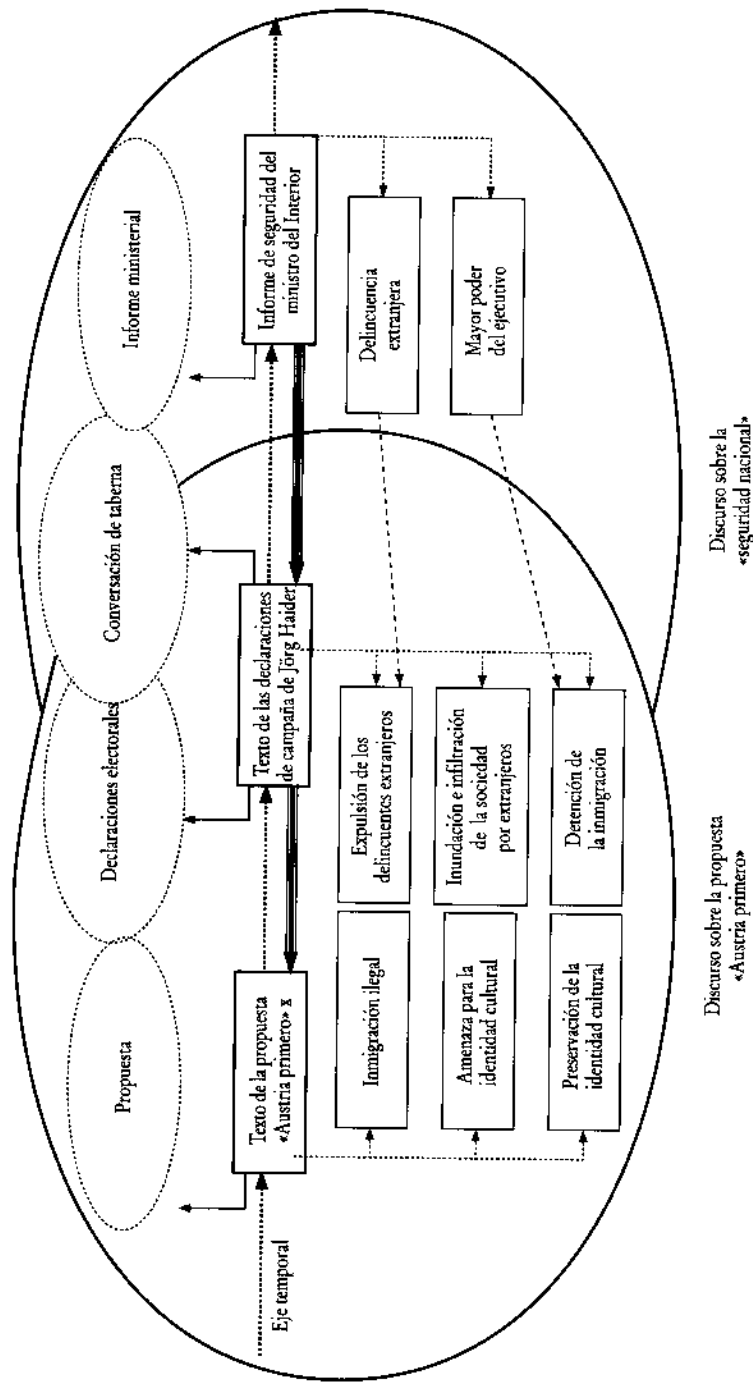 Propuesta
Declaraciones electorales
Conversación de taberna
Informe ministerial
Eje temporal
Texto de la propuesta
«Austria primero» x
Texto de las declaraciones
de campaña de Jörg Haider
Informe de seguridad del
ministro del Interior
Inmigración ilegal
Expulsión de los
delincuentes extranjeros
Delincuencia
extranjera
Amenaza para la
identidad cultural
Inundación e infiltración
de la sociedad
por extranjeros
Mayor poder
del ejecutivo
Preservación de la
identidad cultural
Detención de
la inmigración
Discurso sobre la propuesta
«Austria primero»
Discurso sobre la
«seguridad nacional»